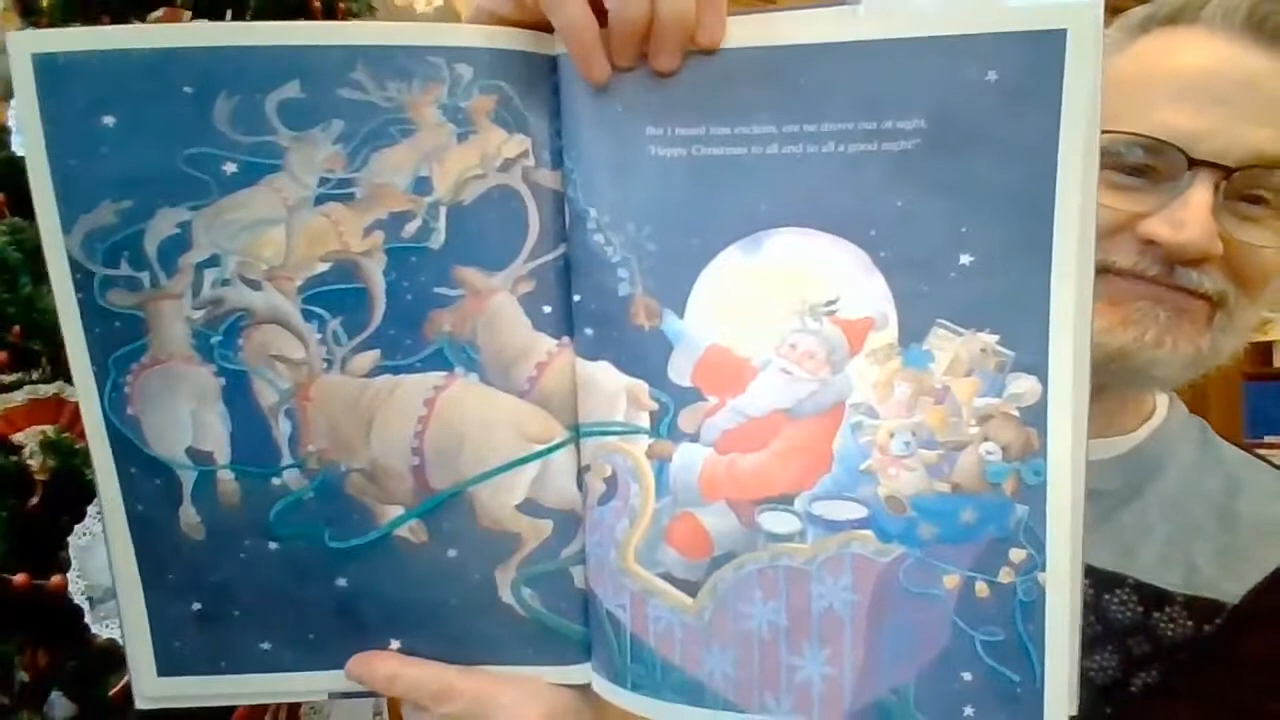 But I heard him exclaim, ere he drove out of sight,
"Happy Christmas to all and to all a good night!"